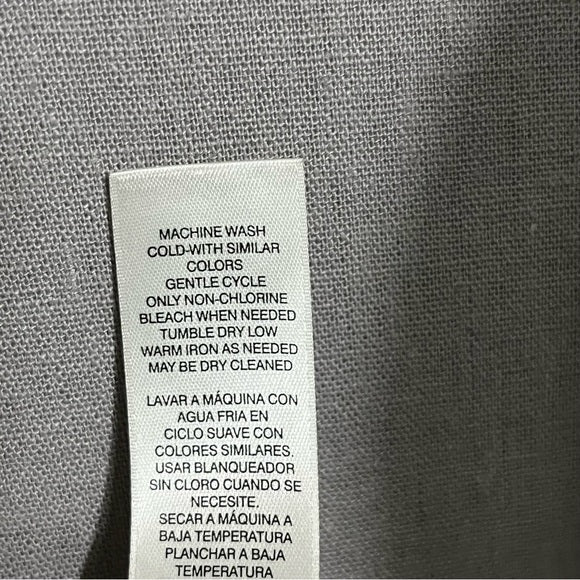 MACHINE WASH
COLD-WITH SIMILAR
COLORS
GENTLE CYCLE
ONLY NON-CHLORINE
BLEACH WHEN NEEDED
TUMBLE DRY LOW
WARM IRON AS NEEDED
MAY BE DRY CLEANED
LAVAR A MÁQUINA CON
AGUA FRIA EN
CICLO SUAVE CON
COLORES SIMILARES.
USAR BLANQUEADOR
SIN CLORO CUANDO SE
NECESITE.
SECAR A MÁQUINA A
BAJA TEMPERATURA
PLANCHAR A BAJA
TEMPERATURA